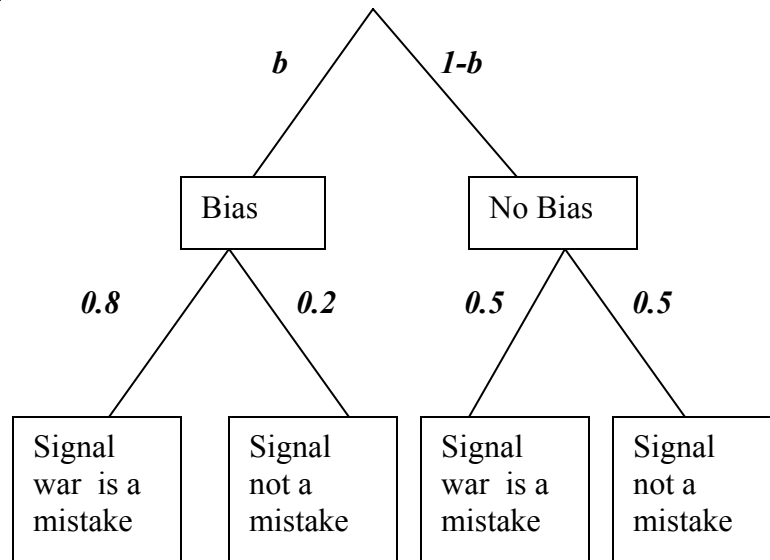 b 1-b
Bias No Bias
0.8 0.2 0.5 0.5
Signal
war is a
mistake
Signal
not a
mistake
Signal
war is a
mistake
Signal
not a
mistake